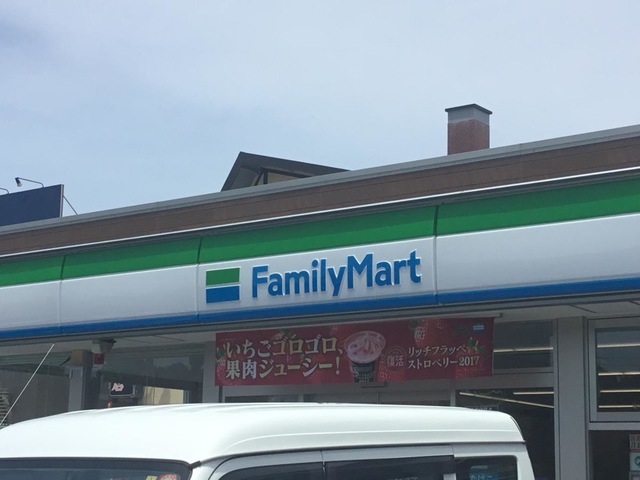 FamilyMart
いちごゴロゴロ、
果肉ジューシー!
復活
リッチフラッペ
ストロベリー2017